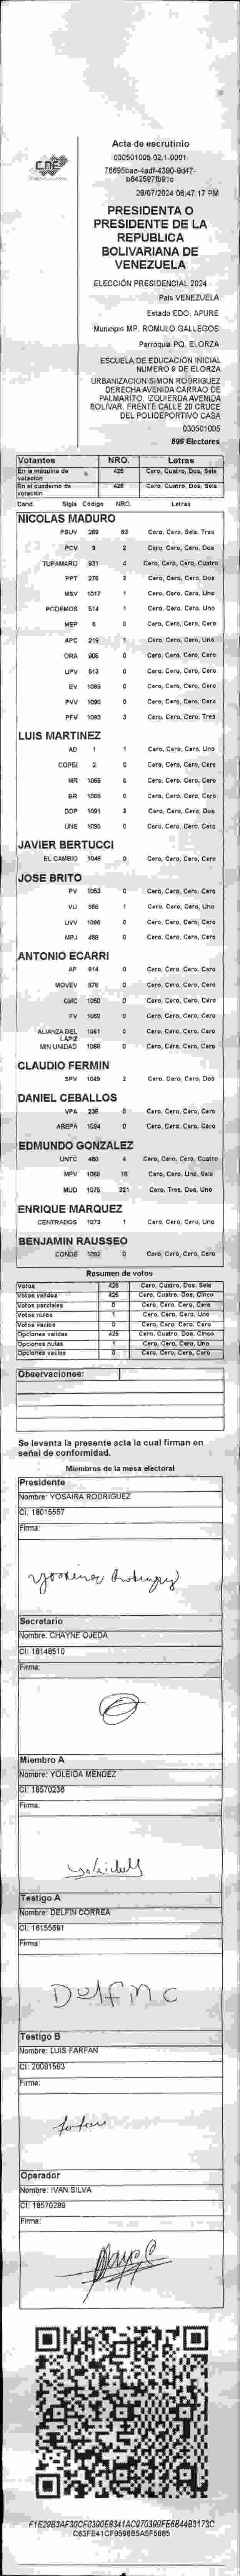 CNE
Acta de escrutinio
030501005.02.1.0001
28/07/2024 06:47:17 PM
PRESIDENTA O
PRESIDENTE DE LA
REPUBLICA
BOLIVARIANA DE
VENEZUELA
ELECCIÓN PRESIDENCIAL 2024
País VENEZUELA
Estado EDO. APURE
Municipio MP. ROMULO GALLEGOS
Parroquia PQ. ELORZA
ESCUELA DE EDUCACION INICIAL
NUMERO 9 DE ELORZA
URBANIZACION SIMON RODRIGUEZ
DERECHA AVENIDA CARRAO DE
PALMARITO. IZQUIERDA AVENIDA
BOLIVAR. FRENTE CALLE 20 CRUCE
DEL POLIDEPORTIVO CASA
030501005
696 Electores
Votantes NRO. Letras
En la máquina de votación 426 Cero, Cuatro, Dos, Seis
En el cuaderno de votación 426 Cero, Cuatro, Dos, Seis
Cand. Sigla Código NRO. Letras
NICOLAS MADURO
PSUV 269 63 Cero, Cero, Seis, Tres
PCV 9 2 Cero, Cero, Cero, Dos
TUPAMARO 931 4 Cero, Cero, Cero, Cuatro
PPT 276 2 Cero, Cero, Cero, Dos
MSV 1017 1 Cero, Cero, Cero, Uno
PODEMOS 514 1 Cero, Cero, Cero, Uno
MEP 8 0 Cero, Cero, Cero, Cero
APC 219 1 Cero, Cero, Cero, Uno
ORA 906 0 Cero, Cero, Cero, Cero
UPV 513 0 Cero, Cero, Cero, Cero
EV 1089 0 Cero, Cero, Cero, Cero
PVV 1090 0 Cero, Cero, Cero, Cero
PFV 1093 3 Cero, Cero, Cero, Tres
LUIS MARTINEZ
AD 1 1 Cero, Cero, Cero, Uno
COPEI 2 0 Cero, Cero, Cero, Cero
MR 1065 0 Cero, Cero, Cero, Cero
BR 1066 0 Cero, Cero, Cero, Cero
DDP 1091 2 Cero, Cero, Cero, Dos
UNE 1095 0 Cero, Cero, Cero, Cero
JAVIER BERTUCCI
EL CAMBIO 1049 0 Cero, Cero, Cero, Cero
JOSE BRITO
PV 1053 0 Cero, Cero, Cero, Cero
VU 968 1 Cero, Cero, Cero, Uno
UVV 1096 0 Cero, Cero, Cero, Cero
MPJ 458 0 Cero, Cero, Cero, Cero
ANTONIO ECARRI
AP 914 0 Cero, Cero, Cero, Cero
MOVEV 978 0 Cero, Cero, Cero, Cero
CMC 1050 0 Cero, Cero, Cero, Cero
FV 1062 0 Cero, Cero, Cero, Cero
ALIANZA DEL LAPIZ 1061 0 Cero, Cero, Cero, Cero
MIN UNIDAD 1068 0 Cero, Cero, Cero, Cero
CLAUDIO FERMIN
SPV 1049 2 Cero, Cero, Cero, Dos
DANIEL CEBALLOS
VPA 236 0 Cero, Cero, Cero, Cero
AREPA 1094 0 Cero, Cero, Cero, Cero
EDMUNDO GONZALEZ
UNTC 460 4 Cero, Cero, Cero, Cuatro
MPV 1069 16 Cero, Cero, Uno, Seis
MUD 1075 321 Cero, Tres, Dos, Uno
ENRIQUE MARQUEZ
CENTRADOS 1073 1 Cero, Cero, Cero, Uno
BENJAMIN RAUSSEO
CONDE 1092 0 Cero, Cero, Cero, Cero
Resumen de votos
Votos 426 Cero, Cuatro, Dos, Seis
Votos válidos 425 Cero, Cuatro, Dos, Cinco
Votos parciales 0 Cero, Cero, Cero, Cero
Votos nulos 1 Cero, Cero, Cero, Uno
Votos vacíos 0 Cero, Cero, Cero, Cero
Opciones válidas 425 Cero, Cuatro, Dos, Cinco
Opciones nulas 1 Cero, Cero, Cero, Uno
Opciones vacías 0 Cero, Cero, Cero, Cero
Observaciones:
Se levanta la presente acta la cual firman en
señal de conformidad.
Miembros de la mesa electoral
Presidente
Nombre: YOSAIRA RODRIGUEZ
CI: 18015557
Firma:
Secretario
Nombre: CHAYNE OJEDA
CI: 18146510
Firma:
Miembro A
Nombre: YOLEIDA MENDEZ
CI: 18570236
Firma:
Testigo A
Nombre: DELFIN CORREA
CI: 16155691
Firma:
Delfin C
Testigo B
Nombre: LUIS FARFAN
CI: 20091593
Firma:
Operador
Nombre: IVAN SILVA
CI: 18570289
Firma: